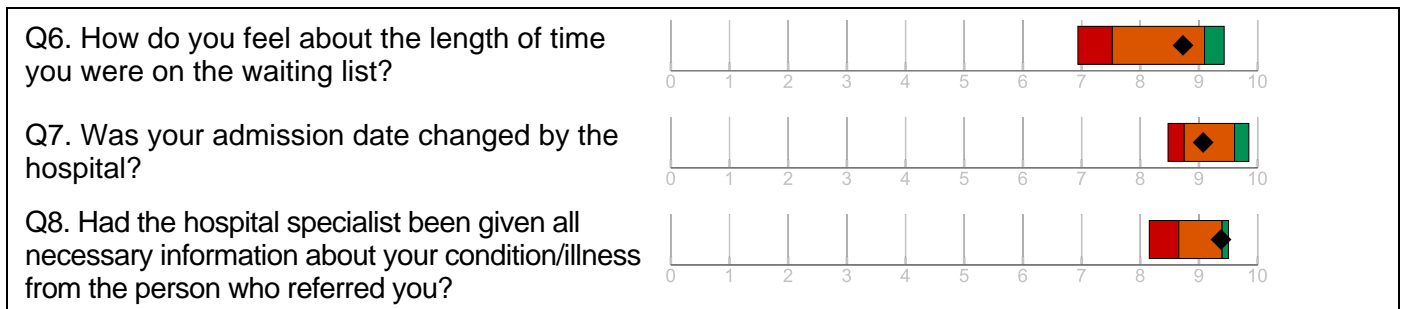 Q6. How do you feel about the length of time
you were on the waiting list?
0 1 2 3 4 5 6 7 8 9 10
Q7. Was your admission date changed by the
hospital?
0 1 2 3 4 5 6 7 8 9 10
Q8. Had the hospital specialist been given all
necessary information about your condition/illness
from the person who referred you?
0 1 2 3 4 5 6 7 8 9 10